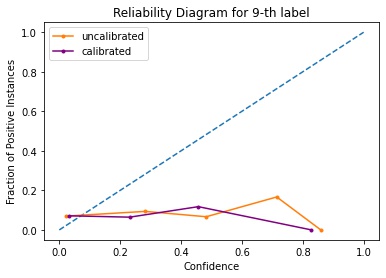 Reliability Diagram for 9-th label
uncalibrated
calibrated
Fraction of Positive Instances
1.0
0.8
0.6
0.4
0.2
0.0
0.0 0.2 0.4 0.6 0.8 1.0
Confidence